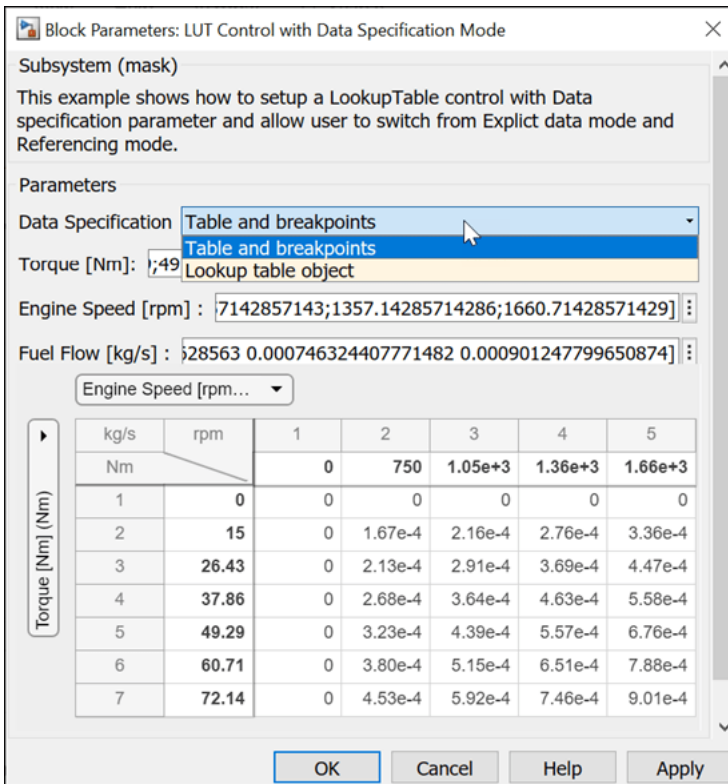 Block Parameters: LUT Control with Data Specification Mode
Subsystem (mask)
This example shows how to setup a LookupTable control with Data
specification parameter and allow user to switch from Explict data mode and
Referencing mode.
Parameters
Data Specification Table and breakpoints
Table and breakpoints
Lookup table object
Torque [Nm]: ;49
Engine Speed [rpm] : 7142857143;1357.14285714286;1660.71428571429]
Fuel Flow [kg/s] : 528563 0.000746324407771482 0.000901247799650874]
Engine Speed [rpm...
Torque [Nm] (Nm)
kg/s rpm 1 2 3 4 5
Nm 0 750 1.05e+3 1.36e+3 1.66e+3
1 0 0 0 0 0 0
2 15 0 1.67e-4 2.16e-4 2.76e-4 3.36e-4
3 26.43 0 2.13e-4 2.91e-4 3.69e-4 4.47e-4
4 37.86 0 2.68e-4 3.64e-4 4.63e-4 5.58e-4
5 49.29 0 3.23e-4 4.39e-4 5.57e-4 6.76e-4
6 60.71 0 3.80e-4 5.15e-4 6.51e-4 7.88e-4
7 72.14 0 4.53e-4 5.92e-4 7.46e-4 9.01e-4
OK Cancel Help Apply